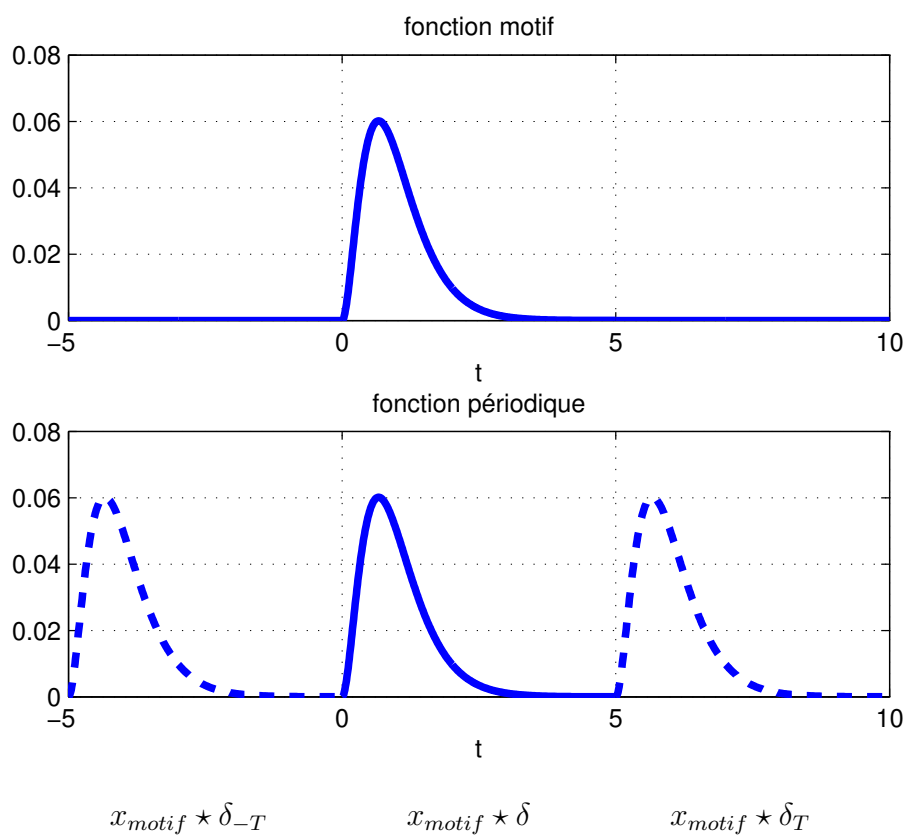 fonction motif
0.08
0.06
0.04
0.02
0
−5 0 5 10
t
fonction périodique
0.08
0.06
0.04
0.02
0
−5 0 5 10
t
x_{motif} ⋆ δ_{−T} x_{motif} ⋆ δ x_{motif} ⋆ δ_T